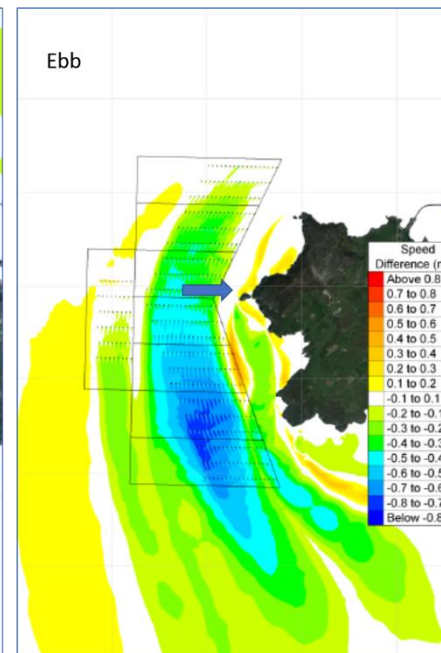 Ebb
Speed
Difference (m
Above 0.8
0.7 to 0.8
0.6 to 0.7
0.5 to 0.6
0.4 to 0.5
0.3 to 0.4
0.2 to 0.3
0.1 to 0.2
-0.1 to 0.1
-0.2 to -0.1
-0.3 to -0.2
-0.4 to -0.3
-0.5 to -0.4
-0.6 to -0.5
-0.7 to -0.6
-0.8 to -0.7
Below -0.8